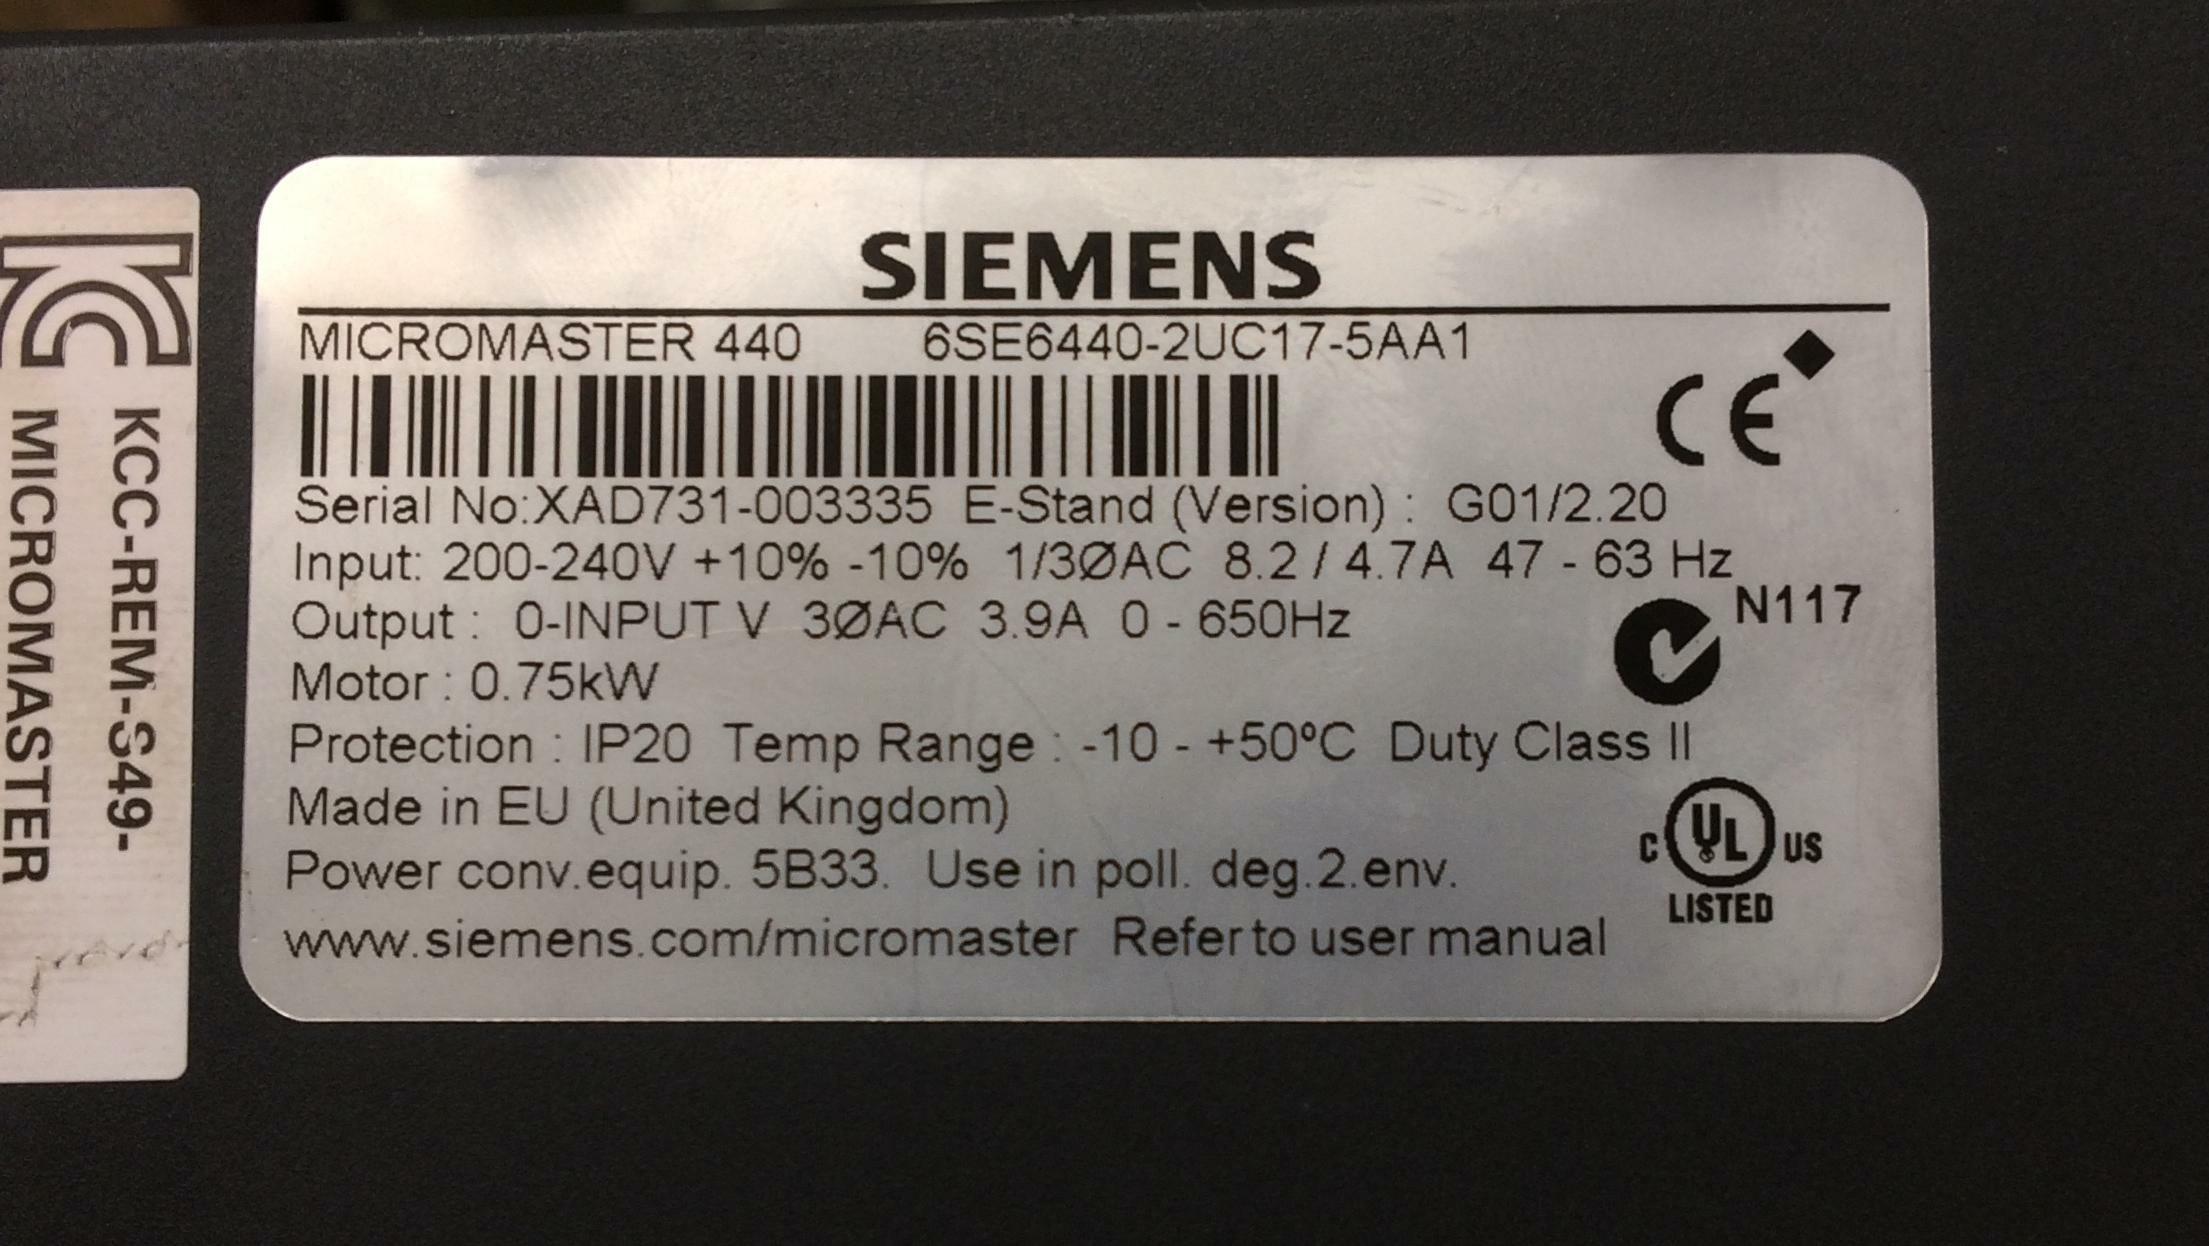 SIEMENS
MICROMASTER 440 6SE6440-2UC17-5AA1
CE
Serial No:XAD731-003335 E-Stand (Version) : G01/2.20
Input: 200-240V +10% -10% 1/3ØAC 8.2 / 4.7A 47 - 63 Hz
N117
Output : 0-INPUT V 3ØAC 3.9A 0 - 650Hz
Motor : 0.75kW
Protection : IP20 Temp Range : -10 - +50ºC Duty Class II
Made in EU (United Kingdom)
C UL US
LISTED
Power conv.equip. 5B33. Use in poll. deg.2.env.
www.siemens.com/micromaster Refer to user manual
KCC-REM-S49-
MICROMASTER